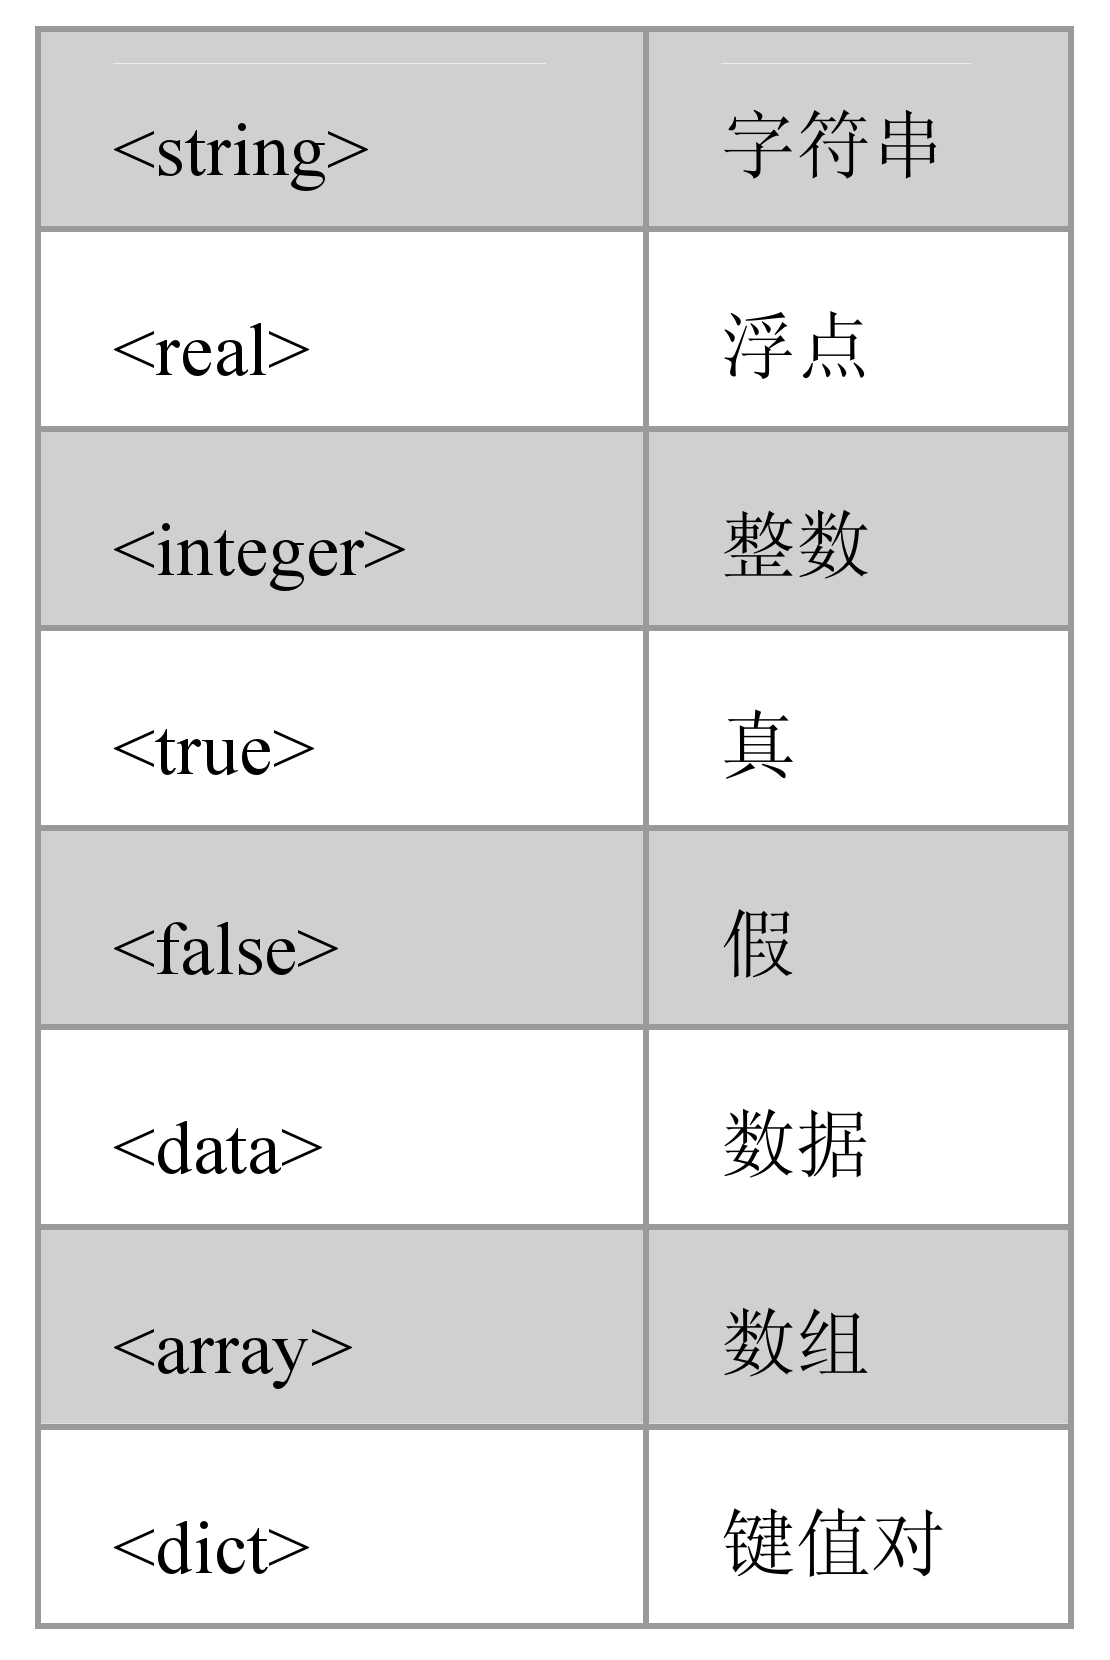 <string> 字符串
<real> 浮点
<integer> 整数
<true> 真
<false> 假
<data> 数据
<array> 数组
<dict> 键值对